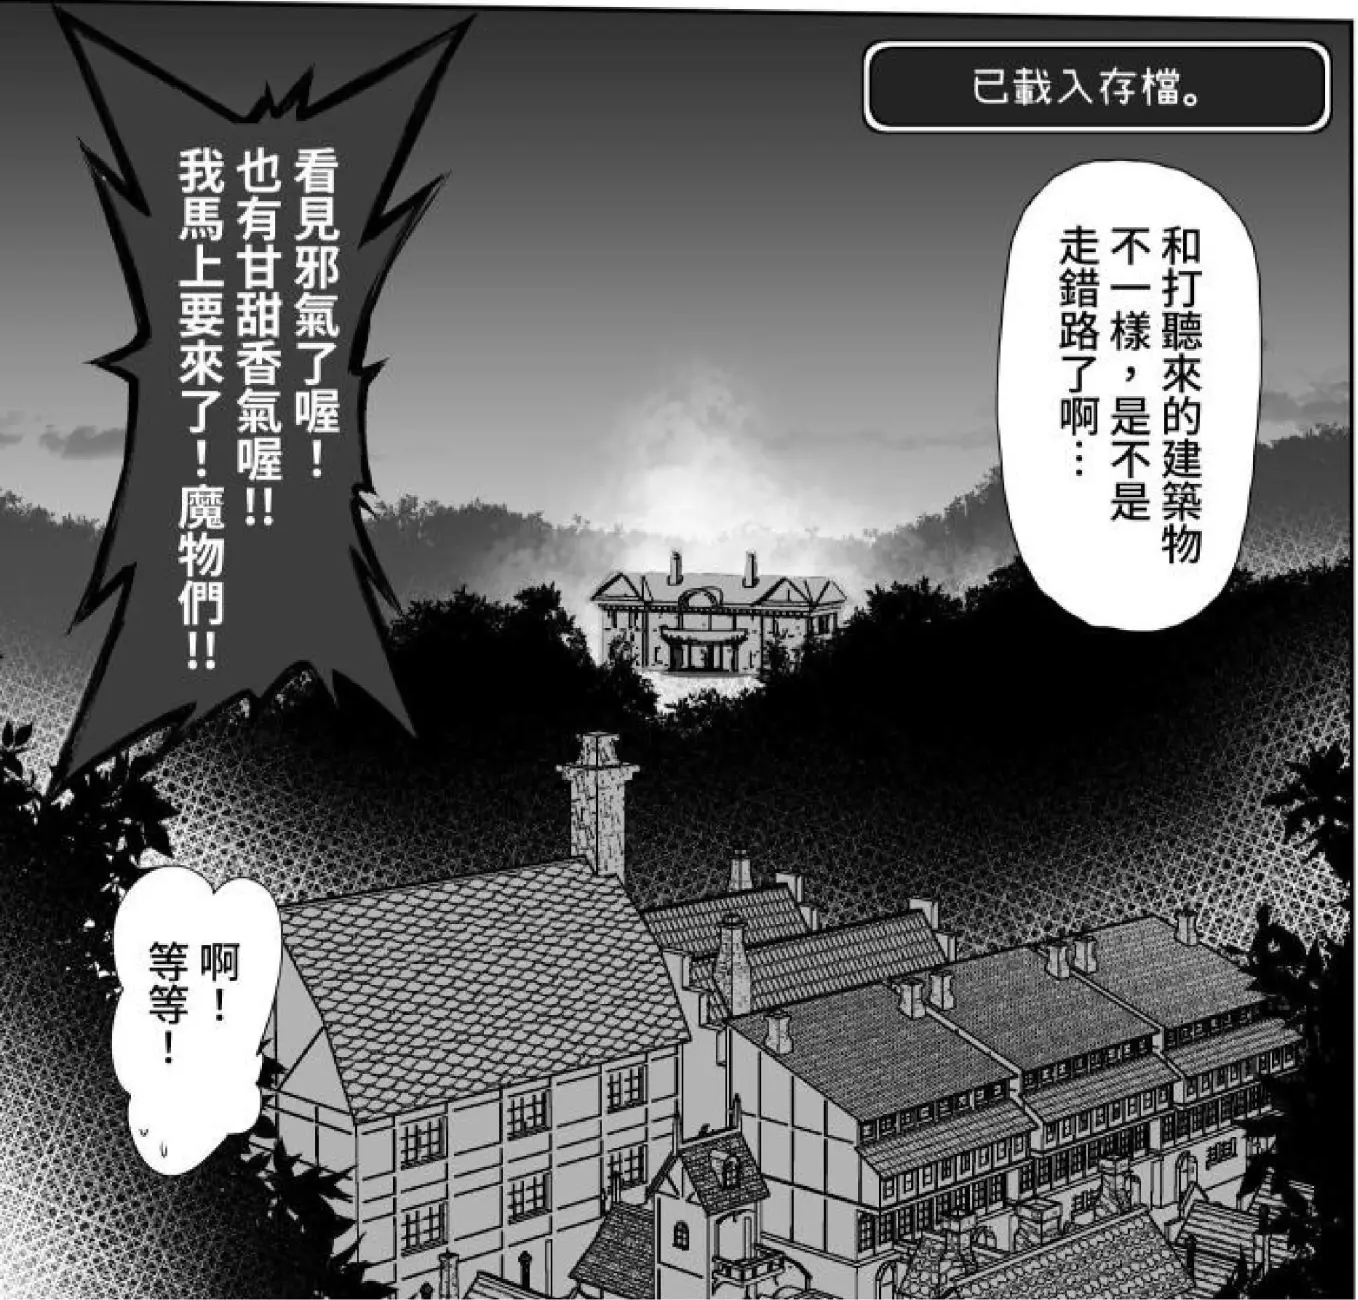 已載入存檔。
和打聽來的建築物
不一樣，是不是
走錯路了啊…
看見邪氣了喔！
也有甘甜香氣喔!!
我馬上要來了！魔物們!!
啊！
等等！